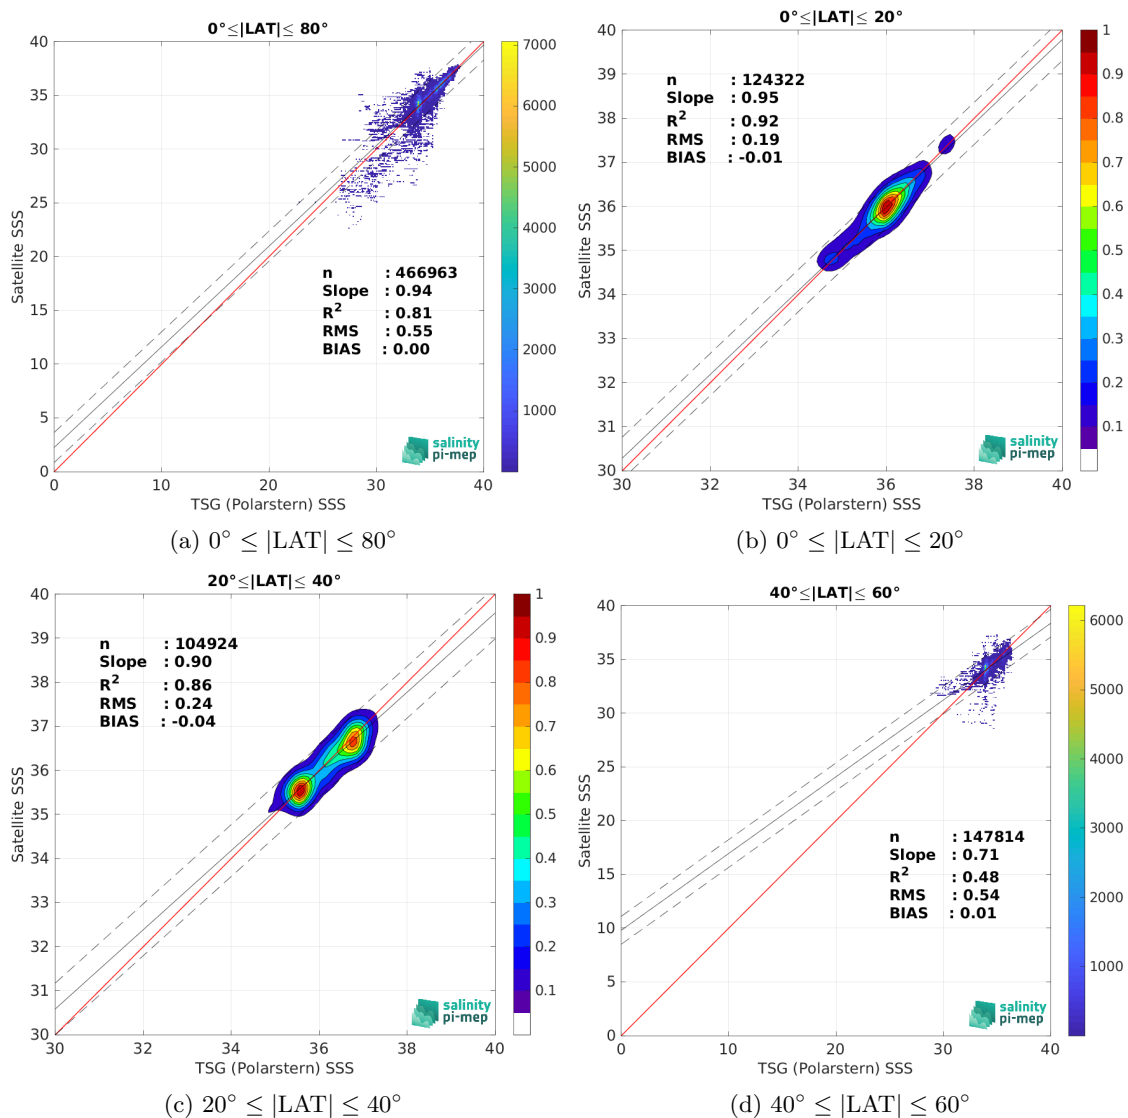 0°≤|LAT|≤ 80°
40
35
30
25
20
15
10
5
0
Satellite SSS
n : 466963
Slope : 0.94
R² : 0.81
RMS : 0.55
BIAS : 0.00
salinity
pi-mep
0 10 20 30 40
TSG (Polarstern) SSS
7000
6000
5000
4000
3000
2000
1000
(a) 0° ≤ |LAT| ≤ 80°
0°≤|LAT|≤ 20°
40
39
38
37
36
35
34
33
32
31
30
Satellite SSS
n : 124322
Slope : 0.95
R² : 0.92
RMS : 0.19
BIAS : -0.01
salinity
pi-mep
30 32 34 36 38 40
TSG (Polarstern) SSS
1
0.9
0.8
0.7
0.6
0.5
0.4
0.3
0.2
0.1
(b) 0° ≤ |LAT| ≤ 20°
20°≤|LAT|≤ 40°
40
39
38
37
36
35
34
33
32
31
30
Satellite SSS
n : 104924
Slope : 0.90
R² : 0.86
RMS : 0.24
BIAS : -0.04
salinity
pi-mep
30 32 34 36 38 40
TSG (Polarstern) SSS
1
0.9
0.8
0.7
0.6
0.5
0.4
0.3
0.2
0.1
(c) 20° ≤ |LAT| ≤ 40°
40°≤|LAT|≤ 60°
40
35
30
25
20
15
10
5
0
Satellite SSS
n : 147814
Slope : 0.71
R² : 0.48
RMS : 0.54
BIAS : 0.01
salinity
pi-mep
0 10 20 30 40
TSG (Polarstern) SSS
6000
5000
4000
3000
2000
1000
(d) 40° ≤ |LAT| ≤ 60°